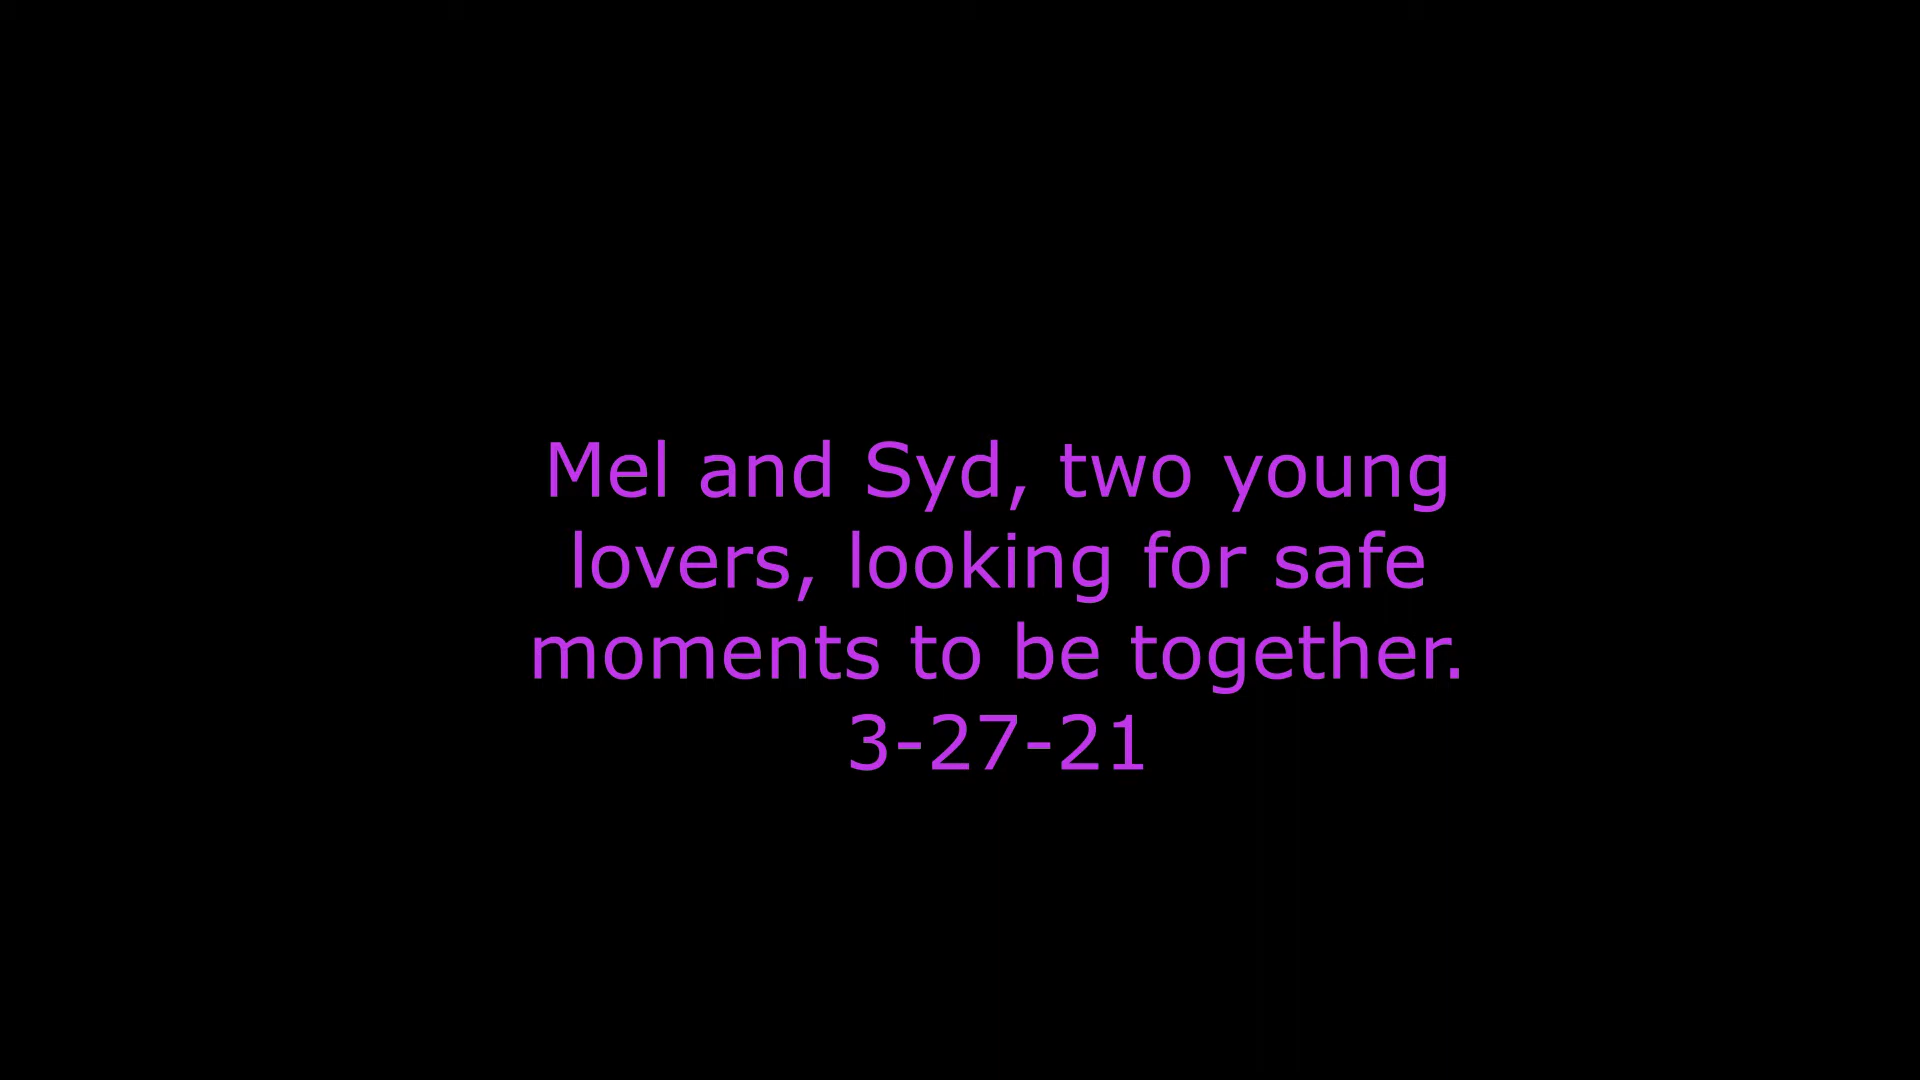 Mel and Syd, two young
lovers, looking for safe
moments to be together.
3-27-21